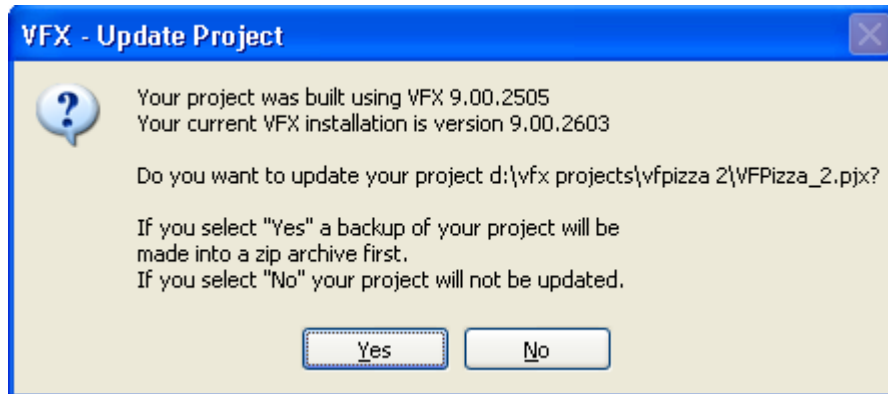 VFX - Update Project
Your project was built using VFX 9.00.2505
Your current VFX installation is version 9.00.2603
Do you want to update your project d:\vfx projects\vfpizza 2\VFPizza_2.pjx?
If you select "Yes" a backup of your project will be
made into a zip archive first.
If you select "No" your project will not be updated.
Yes No